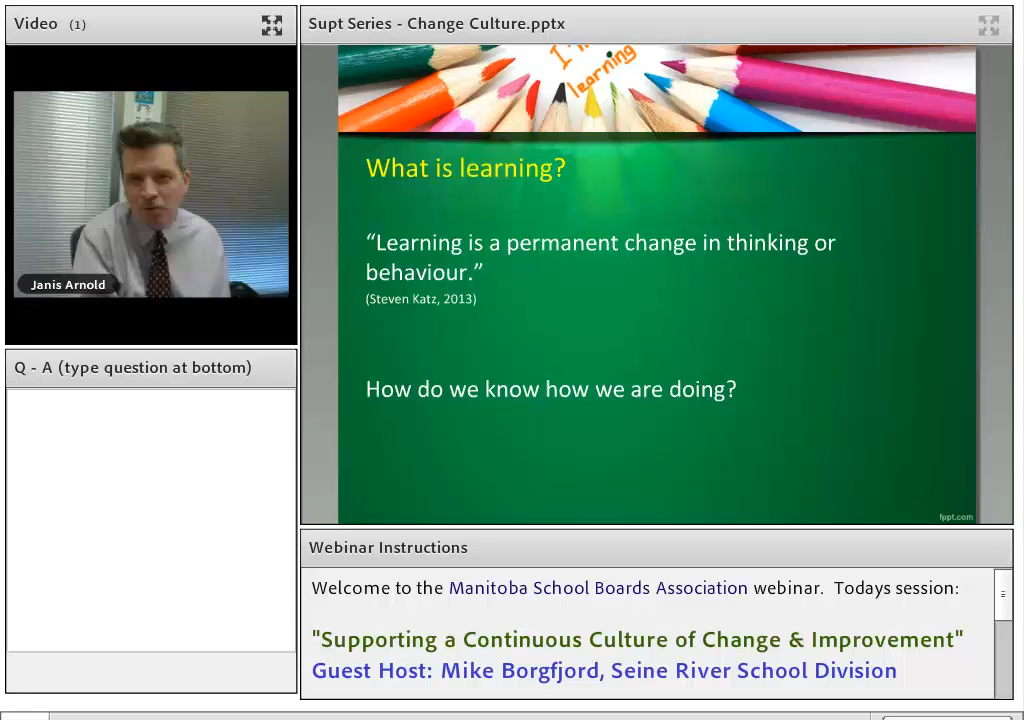 Video (1)
Janis Arnold
Q - A (type question at bottom)
Supt Series - Change Culture.pptx
learning
What is learning?
“Learning is a permanent change in thinking or
behaviour.”
(Steven Katz, 2013)
How do we know how we are doing?
fppt.com
Webinar Instructions
Welcome to the Manitoba School Boards Association webinar. Todays session:
"Supporting a Continuous Culture of Change & Improvement"
Guest Host: Mike Borgfjord, Seine River School Division